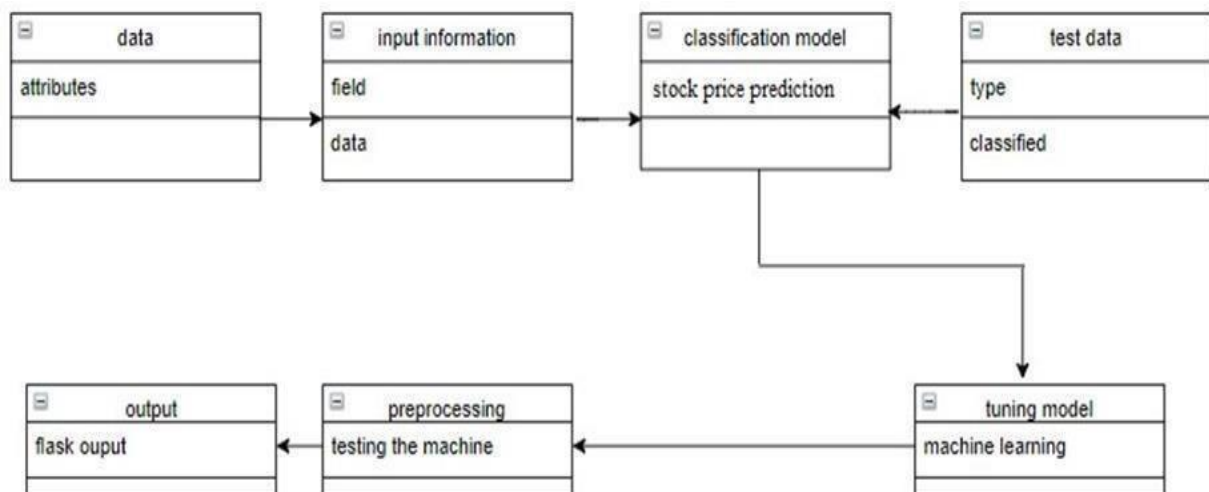 data
attributes
input information
field
data
classification model
stock price prediction
test data
type
classified
output
flask ouput
preprocessing
testing the machine
tuning model
machine learning